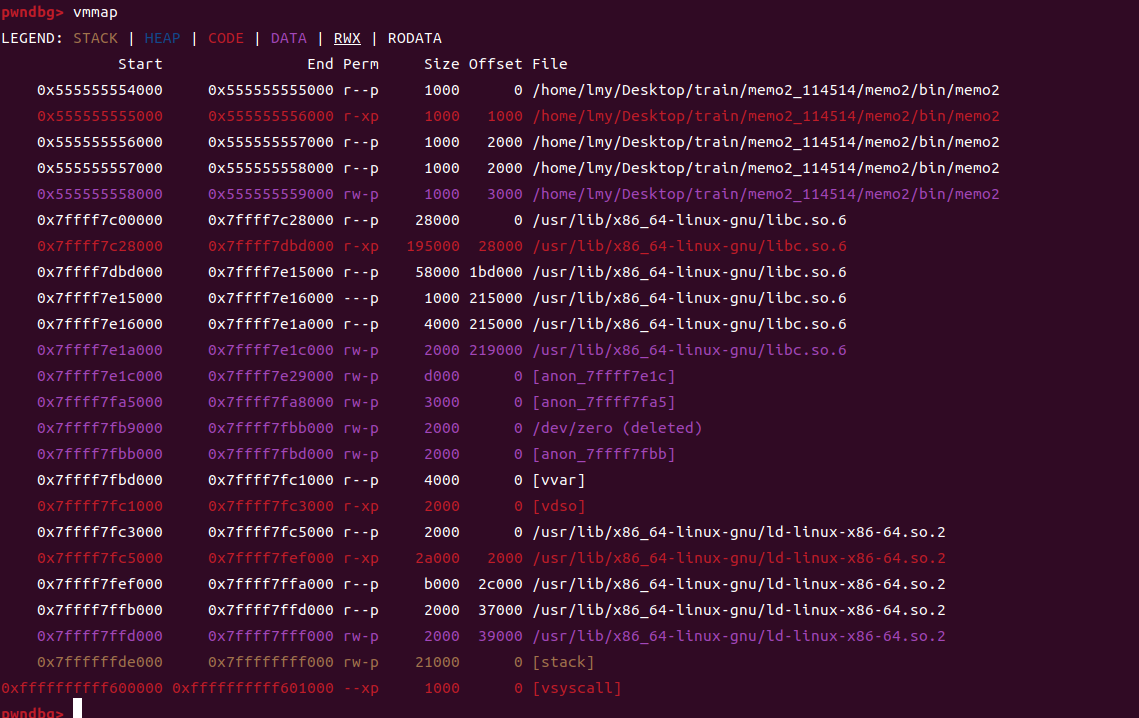 pwndbg> vmmap
LEGEND: STACK | HEAP | CODE | DATA | RWX | RODATA
Start End Perm Size Offset File
0x555555554000 0x555555555000 r--p 1000 0 /home/lmy/Desktop/train/memo2_114514/memo2/bin/memo2
0x555555555000 0x555555556000 r-xp 1000 1000 /home/lmy/Desktop/train/memo2_114514/memo2/bin/memo2
0x555555556000 0x555555557000 r--p 1000 2000 /home/lmy/Desktop/train/memo2_114514/memo2/bin/memo2
0x555555557000 0x555555558000 r--p 1000 2000 /home/lmy/Desktop/train/memo2_114514/memo2/bin/memo2
0x555555558000 0x555555559000 rw-p 1000 3000 /home/lmy/Desktop/train/memo2_114514/memo2/bin/memo2
0x7ffff7c00000 0x7ffff7c28000 r--p 28000 0 /usr/lib/x86_64-linux-gnu/libc.so.6
0x7ffff7c28000 0x7ffff7dbd000 r-xp 195000 28000 /usr/lib/x86_64-linux-gnu/libc.so.6
0x7ffff7dbd000 0x7ffff7e15000 r--p 58000 1bd000 /usr/lib/x86_64-linux-gnu/libc.so.6
0x7ffff7e15000 0x7ffff7e16000 ---p 1000 215000 /usr/lib/x86_64-linux-gnu/libc.so.6
0x7ffff7e16000 0x7ffff7e1a000 r--p 4000 215000 /usr/lib/x86_64-linux-gnu/libc.so.6
0x7ffff7e1a000 0x7ffff7e1c000 rw-p 2000 219000 /usr/lib/x86_64-linux-gnu/libc.so.6
0x7ffff7e1c000 0x7ffff7e29000 rw-p d000 0 [anon_7ffff7e1c]
0x7ffff7fa5000 0x7ffff7fa8000 rw-p 3000 0 [anon_7ffff7fa5]
0x7ffff7fb9000 0x7ffff7fbb000 rw-p 2000 0 /dev/zero (deleted)
0x7ffff7fbb000 0x7ffff7fbd000 rw-p 2000 0 [anon_7ffff7fbb]
0x7ffff7fbd000 0x7ffff7fc1000 r--p 4000 0 [vvar]
0x7ffff7fc1000 0x7ffff7fc3000 r-xp 2000 0 [vdso]
0x7ffff7fc3000 0x7ffff7fc5000 r--p 2000 0 /usr/lib/x86_64-linux-gnu/ld-linux-x86-64.so.2
0x7ffff7fc5000 0x7ffff7fef000 r-xp 2a000 2000 /usr/lib/x86_64-linux-gnu/ld-linux-x86-64.so.2
0x7ffff7fef000 0x7ffff7ffa000 r--p b000 2c000 /usr/lib/x86_64-linux-gnu/ld-linux-x86-64.so.2
0x7ffff7ffb000 0x7ffff7ffd000 r--p 2000 37000 /usr/lib/x86_64-linux-gnu/ld-linux-x86-64.so.2
0x7ffff7ffd000 0x7ffff7fff000 rw-p 2000 39000 /usr/lib/x86_64-linux-gnu/ld-linux-x86-64.so.2
0x7ffffffde000 0x7ffffffff000 rw-p 21000 0 [stack]
0xffffffffff600000 0xffffffffff601000 --xp 1000 0 [vsyscall]
pwndbg>